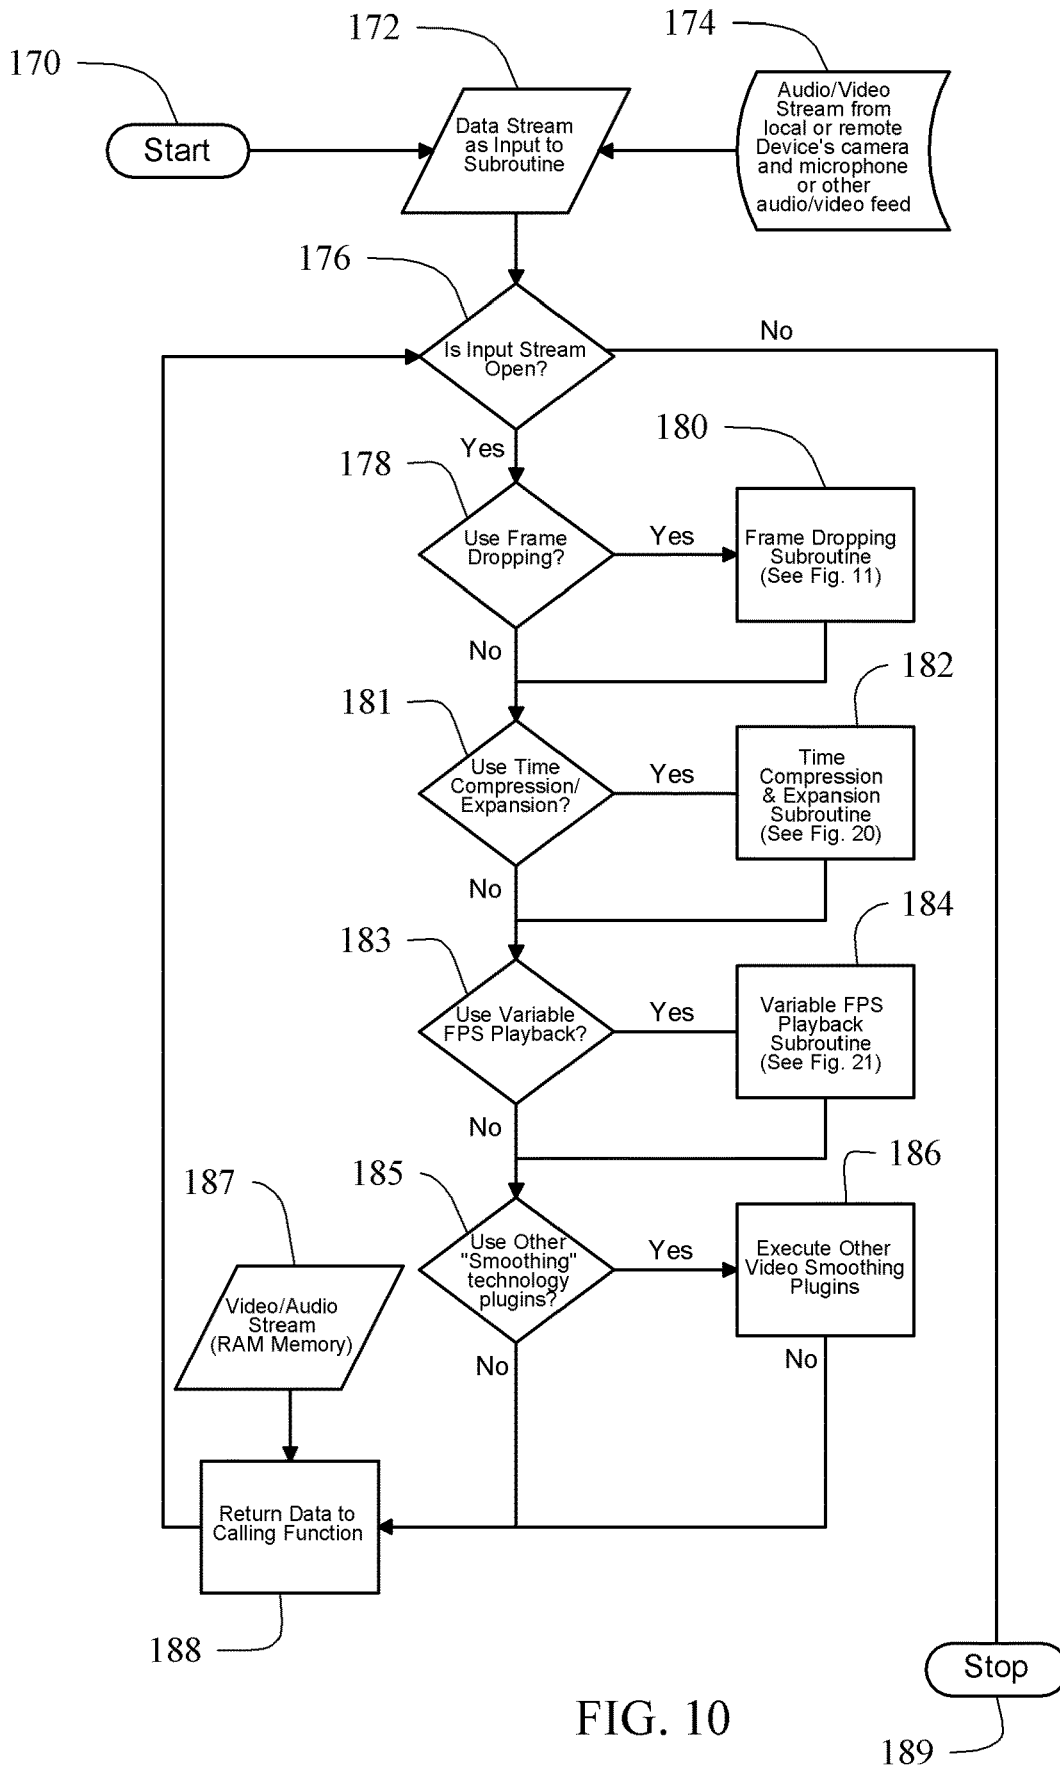 172
174
170
Start
Data Stream
as Input to
Subroutine
Audio/Video
Stream from
local or remote
Device's camera
and microphone
or other
audio/video feed
176
Is Input Stream
Open?
No
Yes
178
180
Use Frame
Dropping?
Yes
Frame Dropping
Subroutine
(See Fig. 11)
No
181
182
Use Time
Compression/
Expansion?
Yes
Time
Compression
& Expansion
Subroutine
(See Fig. 20)
No
183
184
Use Variable
FPS Playback?
Yes
Variable FPS
Playback
Subroutine
(See Fig. 21)
No
187
185
186
Use Other
"Smoothing"
technology
plugins?
Yes
Execute Other
Video Smoothing
Plugins
Video/Audio
Stream
(RAM Memory)
No
No
Return Data to
Calling Function
188
Stop
FIG. 10
189